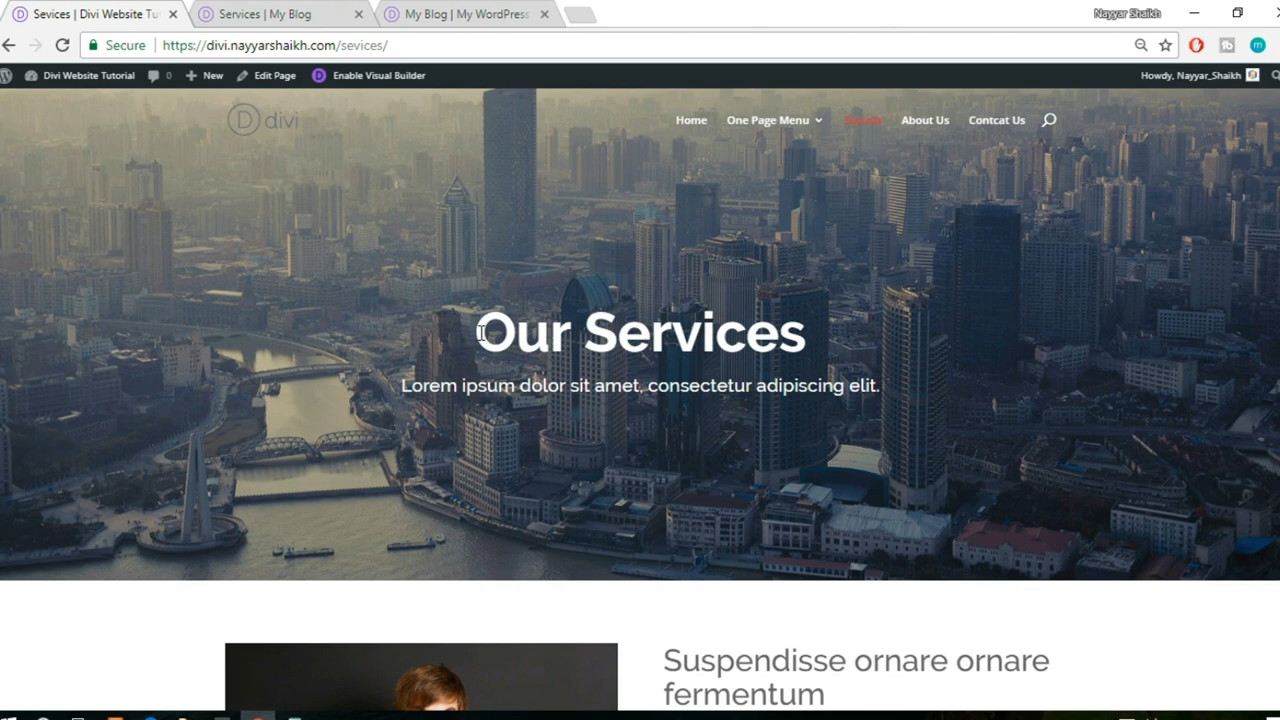 Sevices | Divi Website Tu
Services | My Blog
My Blog | My WordPress
Nayyar Shaikh
Secure
https://divi.nayyarshaikh.com/sevices/
Divi Website Tutorial
0
New
Edit Page
D
Enable Visual Builder
Howdy, Nayyar_Shaikh
D divi
Home
One Page Menu
About Us
Contcat Us
Our Services
Lorem ipsum dolor sit amet, consectetur adipiscing elit.
Suspendisse ornare ornare
fermentum